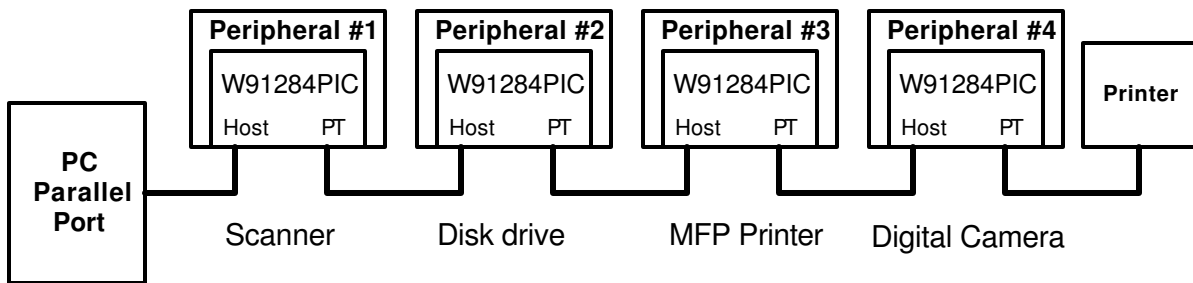 Peripheral #1
W91284PIC
Host PT
Peripheral #2
W91284PIC
Host PT
Peripheral #3
W91284PIC
Host PT
Peripheral #4
W91284PIC
Host PT
Printer
PC
Parallel
Port
Scanner
Disk drive
MFP Printer
Digital Camera